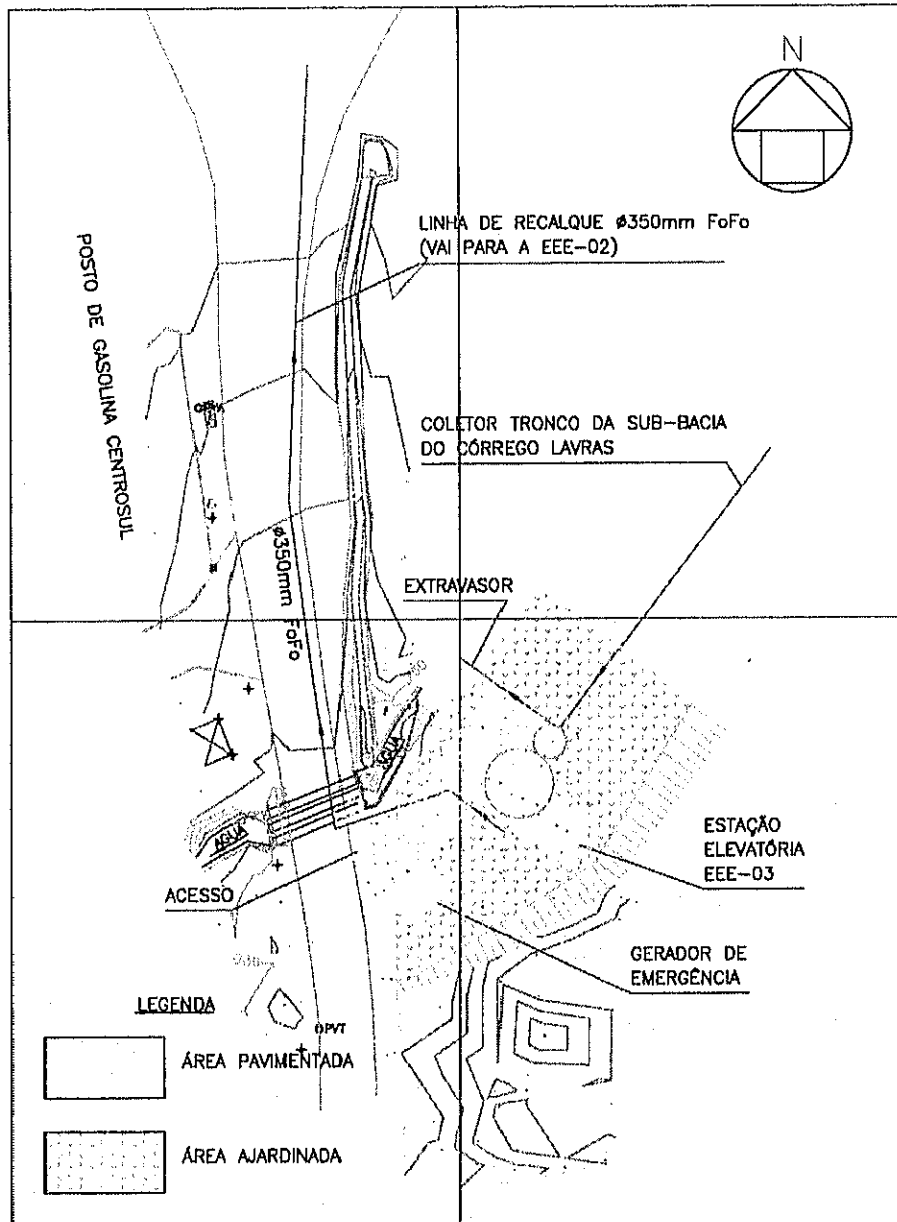 N
LINHA DE RECALQUE ø350mm FoFo
(VAI PARA A EEE-02)
POSTO DE GASOLINA CENTROSUL
COLETOR TRONCO DA SUB-BACIA
DO CÓRREGO LAVRAS
ø350mm FoFo
EXTRAVASOR
ÁGUA
ÁGUA
ESTAÇÃO
ELEVATÓRIA
EEE-03
ACESSO
GERADOR DE
EMERGÊNCIA
LEGENDA
OPVT
ÁREA PAVIMENTADA
ÁREA AJARDINADA